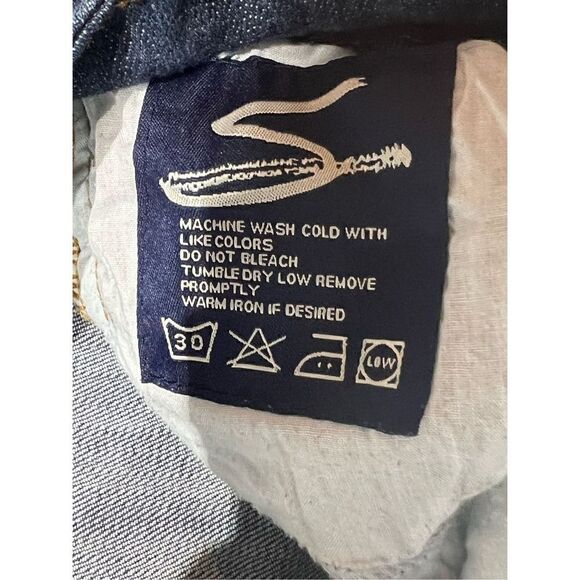 MACHINE WASH COLD WITH
LIKE COLORS
DO NOT BLEACH
TUMBLE DRY LOW REMOVE
PROMPTLY
WARM IRON IF DESIRED
30 LOW